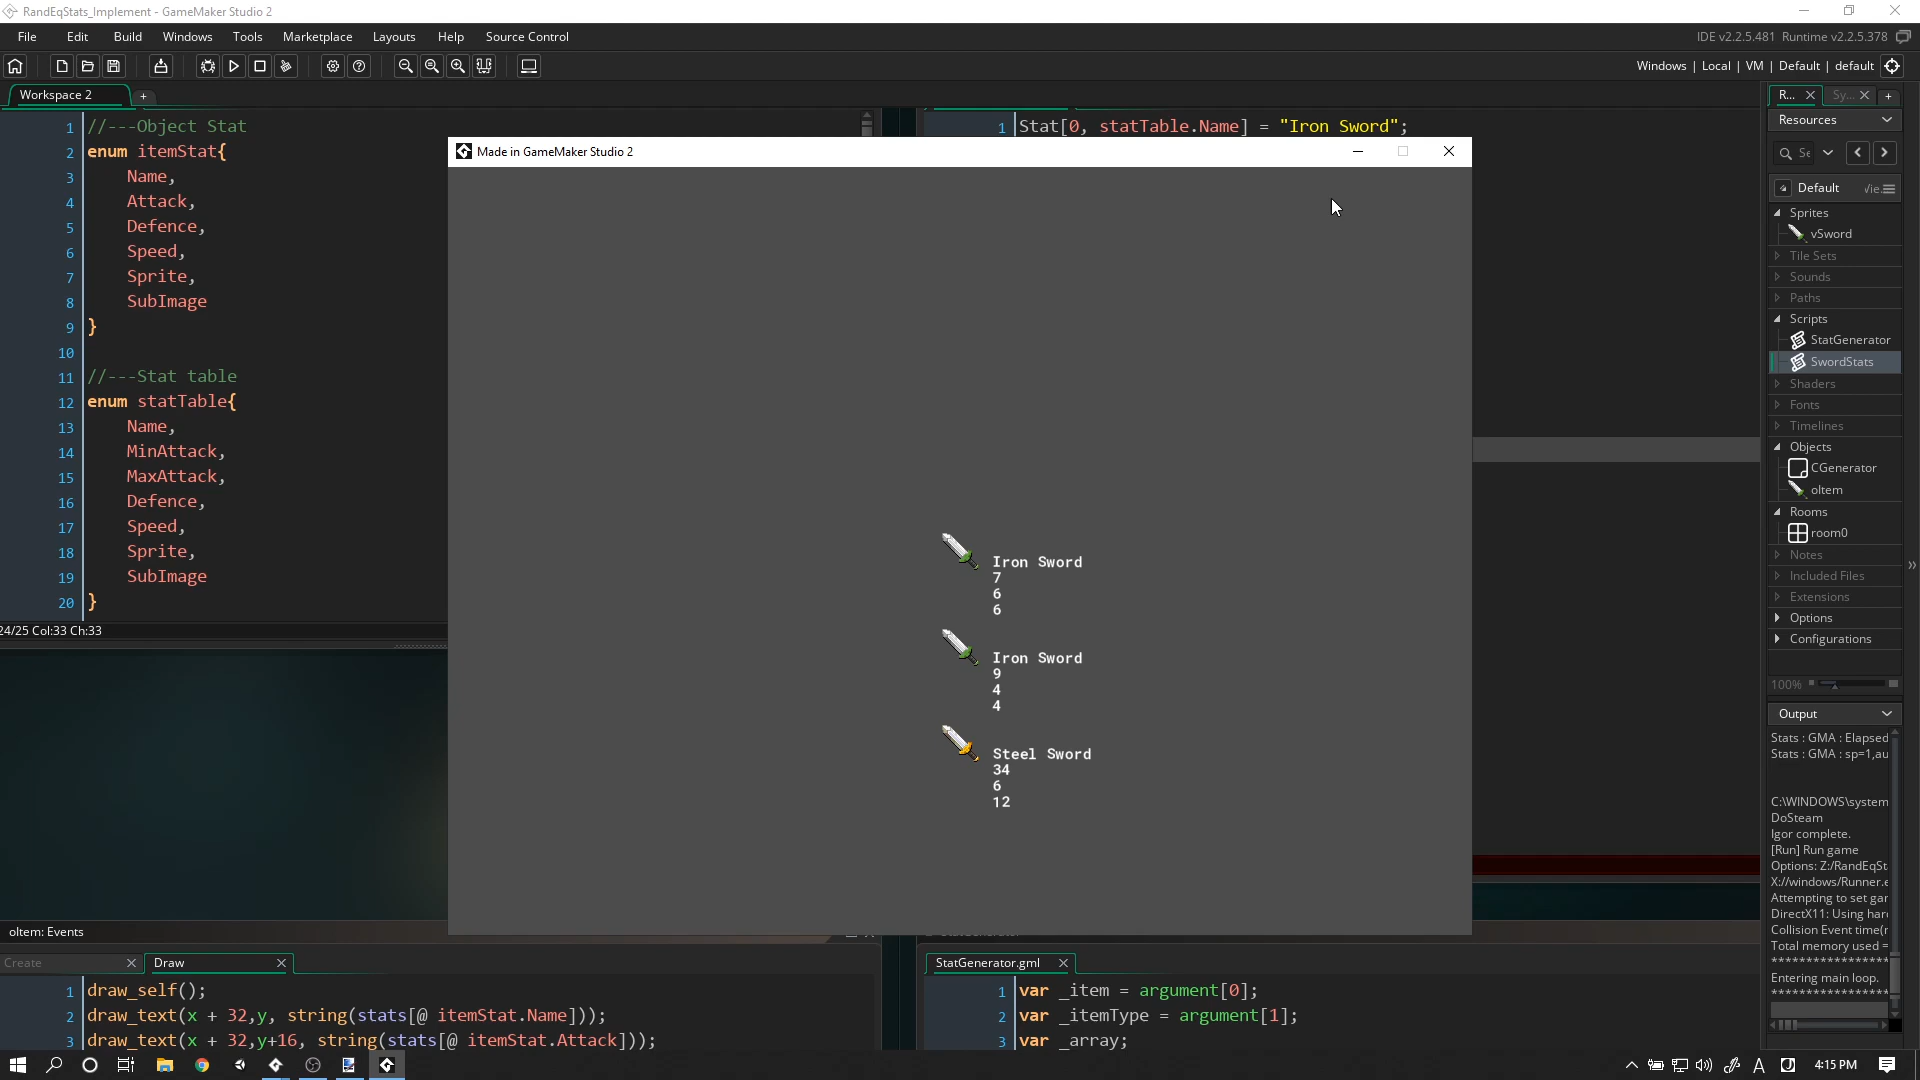 RandEqStats_Implement - GameMaker Studio 2
File Edit Build Windows Tools Marketplace Layouts Help Source Control
IDE v2.2.5.481 Runtime v2.2.5.378
Windows | Local | VM | Default | default
Workspace 2
1 //---Object Stat
2 enum itemStat{
3 Name,
4 Attack,
5 Defence,
6 Speed,
7 Sprite,
8 SubImage
9 }
10
11 //---Stat table
12 enum statTable{
13 Name,
14 MinAttack,
15 MaxAttack,
16 Defence,
17 Speed,
18 Sprite,
19 SubImage
20 }
24/25 Col:33 Ch:33
1 Stat[0, statTable.Name] = "Iron Sword";
Made in GameMaker Studio 2
Iron Sword
7
6
6
Iron Sword
9
4
4
Steel Sword
34
6
12
R...
Sy...
Resources
Se
Default
Vie
Sprites
vSword
Tile Sets
Sounds
Paths
Scripts
StatGenerator
SwordStats
Shaders
Fonts
Timelines
Objects
CGenerator
oItem
Rooms
room0
Notes
Included Files
Extensions
Options
Configurations
100%
Output
Stats : GMA : Elapsed
Stats : GMA : sp=1,au
C:\WINDOWS\system
DoSteam
Igor complete.
[Run] Run game
Options: Z:/RandEqSt
X://windows/Runner.e
Attempting to set gam
DirectX11: Using hard
Collision Event time(m
Total memory used =
*******************
Entering main loop.
*******************
oItem: Events
Create
Draw
1 draw_self();
2 draw_text(x + 32,y, string(stats[@ itemStat.Name]));
3 draw_text(x + 32,y+16, string(stats[@ itemStat.Attack]));
StatGenerator.gml
1 var _item = argument[0];
2 var _itemType = argument[1];
3 var _array;
4:15 PM